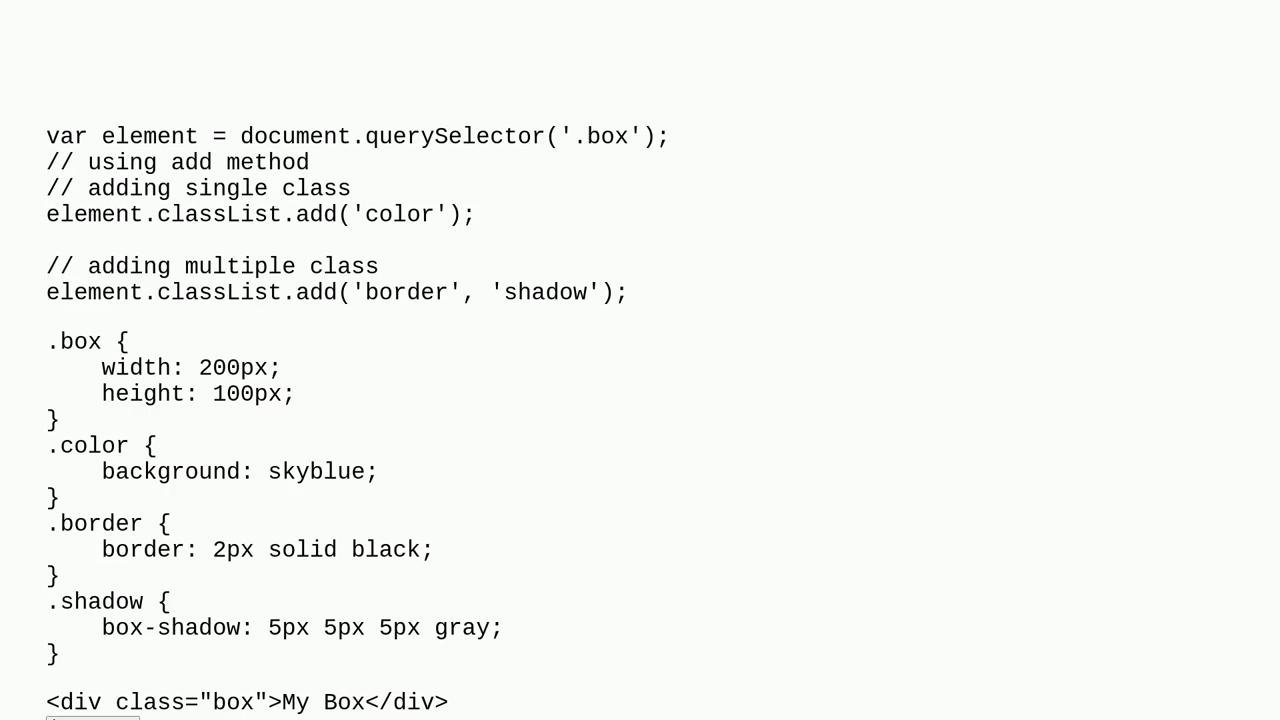 var element = document.querySelector('.box');
// using add method
// adding single class
element.classList.add('color');

// adding multiple class
element.classList.add('border', 'shadow');

.box {
    width: 200px;
    height: 100px;
}
.color {
    background: skyblue;
}
.border {
    border: 2px solid black;
}
.shadow {
    box-shadow: 5px 5px 5px gray;
}

<div class="box">My Box</div>